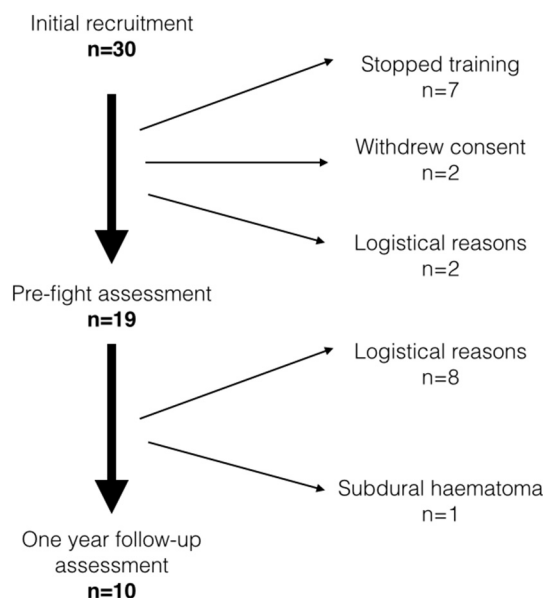 Initial recruitment
n=30
Stopped training
n=7
Withdrew consent
n=2
Logistical reasons
n=2
Pre-fight assessment
n=19
Logistical reasons
n=8
Subdural haematoma
n=1
One year follow-up
assessment
n=10